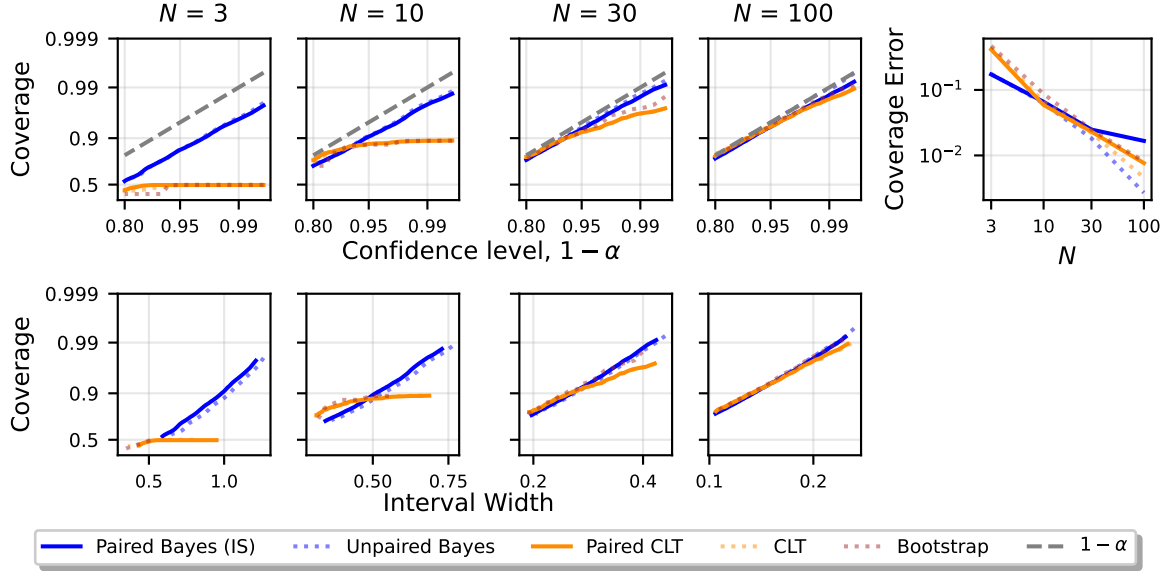 N = 3
N = 10
N = 30
N = 100
Coverage
0.999
0.99
0.9
0.5
0.80 0.95 0.99
0.80 0.95 0.99
0.80 0.95 0.99
0.80 0.95 0.99
Confidence level, 1 − α
Coverage Error
10⁻¹
10⁻²
3 10 30 100
N
Coverage
0.999
0.99
0.9
0.5
0.5 1.0
0.50 0.75
0.2 0.4
0.1 0.2
Interval Width
Paired Bayes (IS) Unpaired Bayes Paired CLT CLT Bootstrap 1 − α